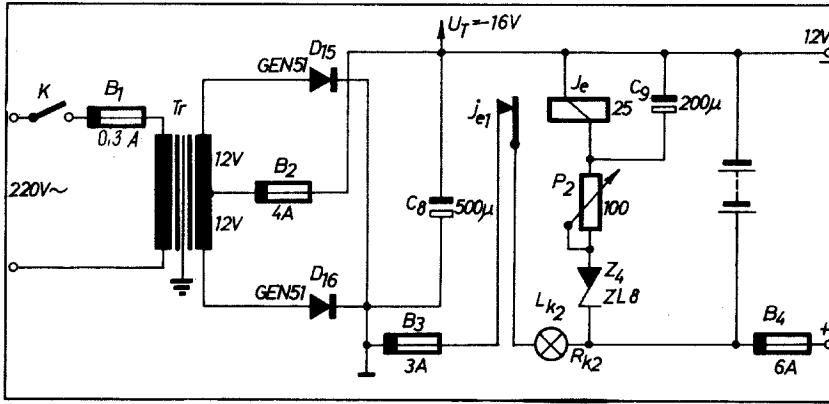 U_T=-16V
12V
−
D15
GEN51
Je
25
C9
200μ
K
B1
0,3 A
Tr
je1
12V
B2
4A
P2
100
220V~
12V
C8
500μ
D16
GEN51
Z4
ZL8
Lk2
B3
3A
Rk2
B4
6A
+